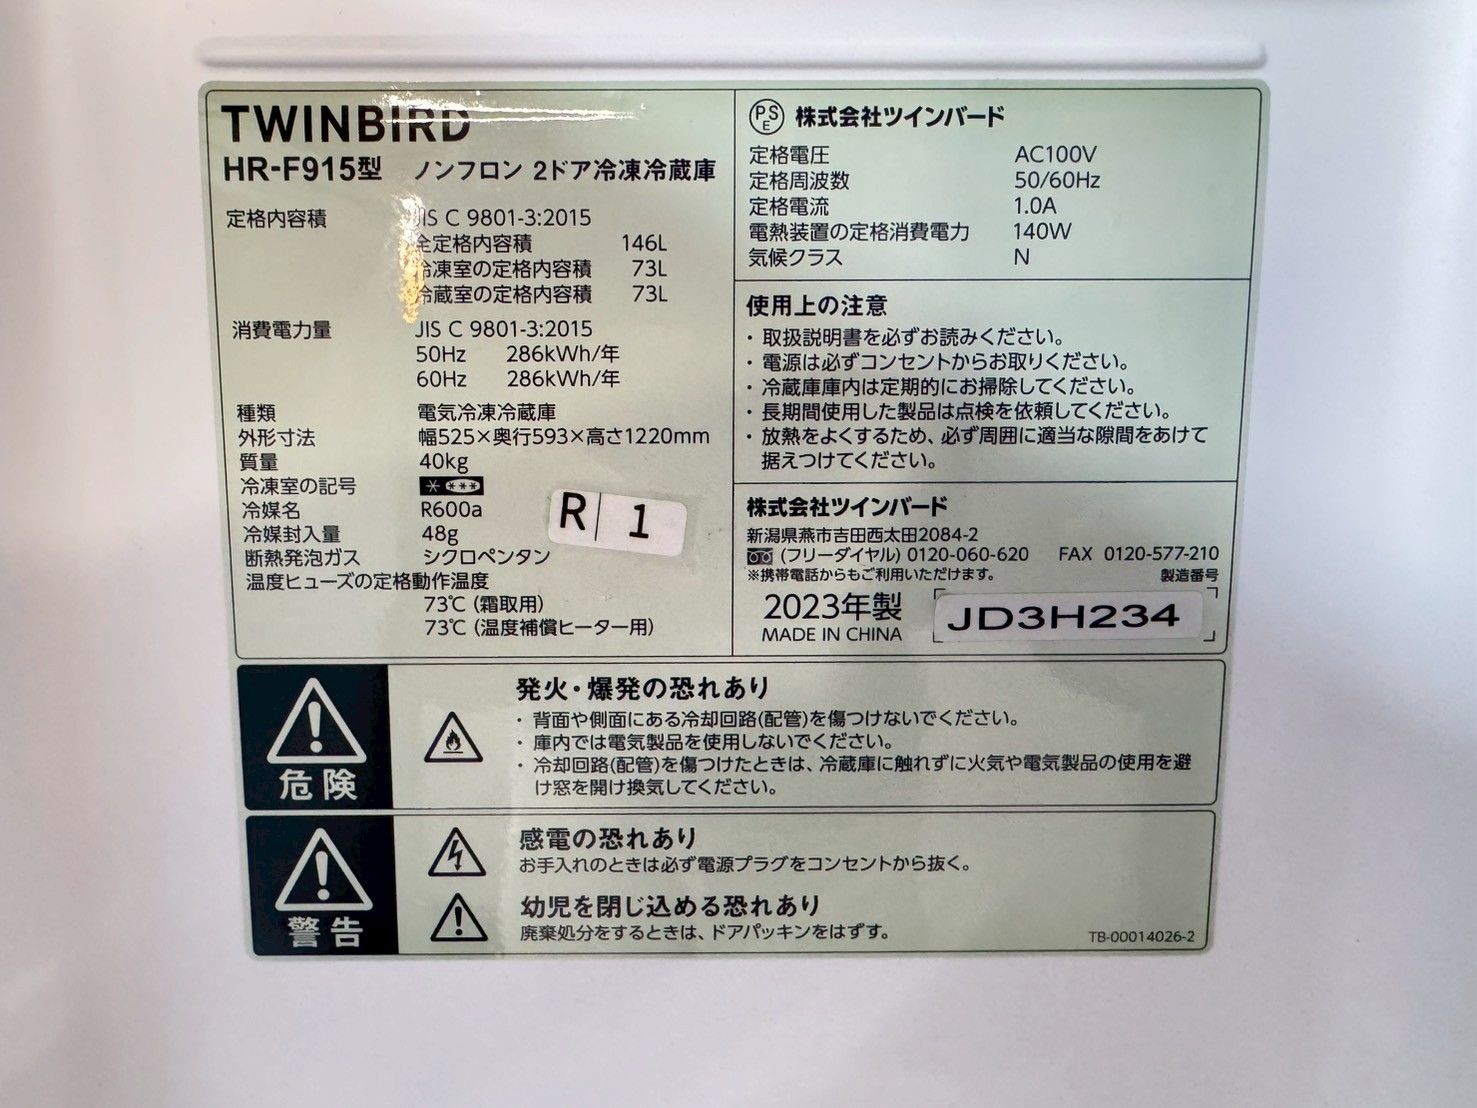 TWINBIRD
HR-F915型 ノンフロン 2ドア冷凍冷蔵庫
定格内容積 JIS C 9801-3:2015
全定格内容積 146L
冷凍室の定格内容積 73L
冷蔵室の定格内容積 73L
消費電力量 JIS C 9801-3:2015
50Hz 286kWh/年
60Hz 286kWh/年
種類 電気冷凍冷蔵庫
外形寸法 幅525×奥行593×高さ1220mm
質量 40kg
冷凍室の記号 * ***
冷媒名 R600a
冷媒封入量 48g
断熱発泡ガス シクロペンタン
温度ヒューズの定格動作温度
73℃ (霜取用)
73℃ (温度補償ヒーター用)
R 1
PSE 株式会社ツインバード
定格電圧 AC100V
定格周波数 50/60Hz
定格電流 1.0A
電熱装置の定格消費電力 140W
気候クラス N
使用上の注意
・取扱説明書を必ずお読みください。
・電源は必ずコンセントからお取りください。
・冷蔵庫庫内は定期的にお掃除してください。
・長期間使用した製品は点検を依頼してください。
・放熱をよくするため、必ず周囲に適当な隙間をあけて
据えつけてください。
株式会社ツインバード
新潟県燕市吉田西太田2084-2
(フリーダイヤル) 0120-060-620 FAX 0120-577-210
※携帯電話からもご利用いただけます。 製造番号
2023年製 JD3H234
MADE IN CHINA
危険
発火・爆発の恐れあり
・背面や側面にある冷却回路(配管)を傷つけないでください。
・庫内では電気製品を使用しないでください。
・冷却回路(配管)を傷つけたときは、冷蔵庫に触れずに火気や電気製品の使用を避
け窓を開け換気してください。
警告
感電の恐れあり
お手入れのときは必ず電源プラグをコンセントから抜く。
幼児を閉じ込める恐れあり
廃棄処分をするときは、ドアパッキンをはずす。
TB-00014026-2